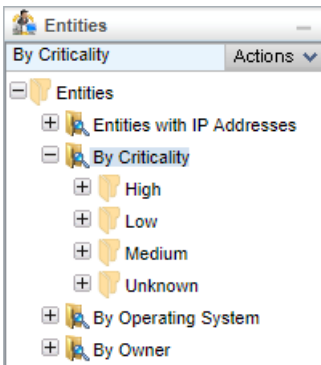 Entities
By Criticality Actions
Entities
Entities with IP Addresses
By Criticality
High
Low
Medium
Unknown
By Operating System
By Owner